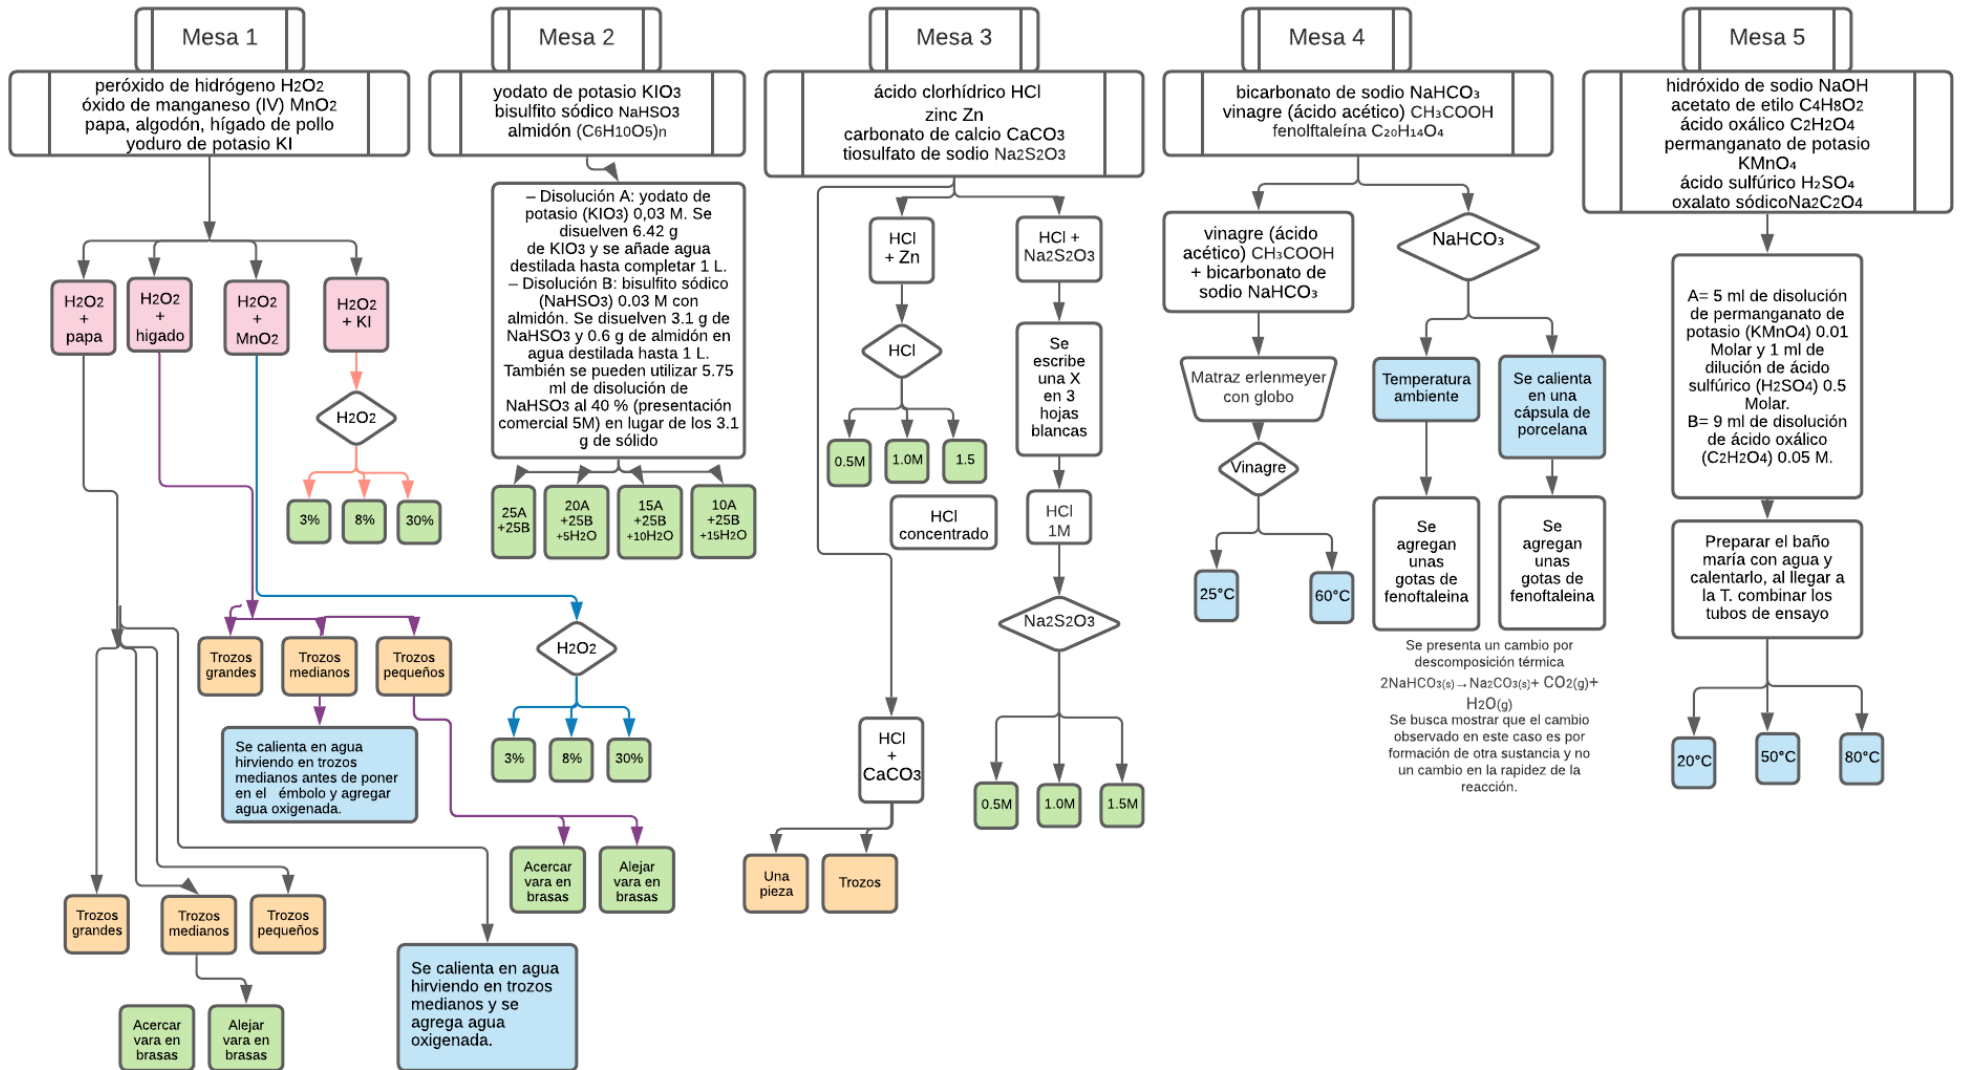 Mesa 1
peróxido de hidrógeno H2O2
óxido de manganeso (IV) MnO2
papa, algodón, hígado de pollo
yoduro de potasio KI
H2O2
+
papa
H2O2
+
higado
H2O2
+
MnO2
H2O2
+ KI
H2O2
3%
8%
30%
Trozos
grandes
Trozos
medianos
Trozos
pequeños
Se calienta en agua
hirviendo en trozos
medianos antes de poner
en el émbolo y agregar
agua oxigenada.
H2O2
3%
8%
30%
Acercar
vara en
brasas
Alejar
vara en
brasas
Trozos
grandes
Trozos
medianos
Trozos
pequeños
Acercar
vara en
brasas
Alejar
vara en
brasas
Se calienta en agua
hirviendo en trozos
medianos y se
agrega agua
oxigenada.
Mesa 2
yodato de potasio KIO3
bisulfito sódico NaHSO3
almidón (C6H10O5)n
– Disolución A: yodato de
potasio (KIO3) 0,03 M. Se
disuelven 6.42 g
de KIO3 y se añade agua
destilada hasta completar 1 L.
– Disolución B: bisulfito sódico
(NaHSO3) 0.03 M con
almidón. Se disuelven 3.1 g de
NaHSO3 y 0.6 g de almidón en
agua destilada hasta 1 L.
También se pueden utilizar 5.75
ml de disolución de
NaHSO3 al 40 % (presentación
comercial 5M) en lugar de los 3.1
g de sólido
25A
+25B
20A
+25B
+5H2O
15A
+25B
+10H2O
10A
+25B
+15H2O
Mesa 3
ácido clorhídrico HCl
zinc Zn
carbonato de calcio CaCO3
tiosulfato de sodio Na2S2O3
HCl
+ Zn
HCl
0.5M
1.0M
1.5
HCl
concentrado
HCl +
Na2S2O3
Se
escribe
una X
en 3
hojas
blancas
HCl
1M
Na2S2O3
0.5M
1.0M
1.5M
HCl
+
CaCO3
Una
pieza
Trozos
Mesa 4
bicarbonato de sodio NaHCO₃
vinagre (ácido acético) CH₃COOH
fenolftaleína C₂₀H₁₄O₄
vinagre (ácido
acético) CH₃COOH
+ bicarbonato de
sodio NaHCO₃
Matraz erlenmeyer
con globo
Vinagre
25°C
60°C
NaHCO₃
Temperatura
ambiente
Se calienta
en una
cápsula de
porcelana
Se
agregan
unas
gotas de
fenoftaleina
Se
agregan
unas
gotas de
fenoftaleina
Se presenta un cambio por
descomposición térmica
2NaHCO3(s)→Na2CO3(s)+ CO2(g)+
H2O(g)
Se busca mostrar que el cambio
observado en este caso es por
formación de otra sustancia y no
un cambio en la rapidez de la
reacción.
Mesa 5
hidróxido de sodio NaOH
acetato de etilo C4H8O2
ácido oxálico C2H2O4
permanganato de potasio
KMnO₄
ácido sulfúrico H₂SO₄
oxalato sódicoNa2C2O4
A= 5 ml de disolución
de permanganato de
potasio (KMnO4) 0.01
Molar y 1 ml de
dilución de ácido
sulfúrico (H2SO4) 0.5
Molar.
B= 9 ml de disolución
de ácido oxálico
(C2H2O4) 0.05 M.
Preparar el baño
maría con agua y
calentarlo, al llegar a
la T. combinar los
tubos de ensayo
20°C
50°C
80°C